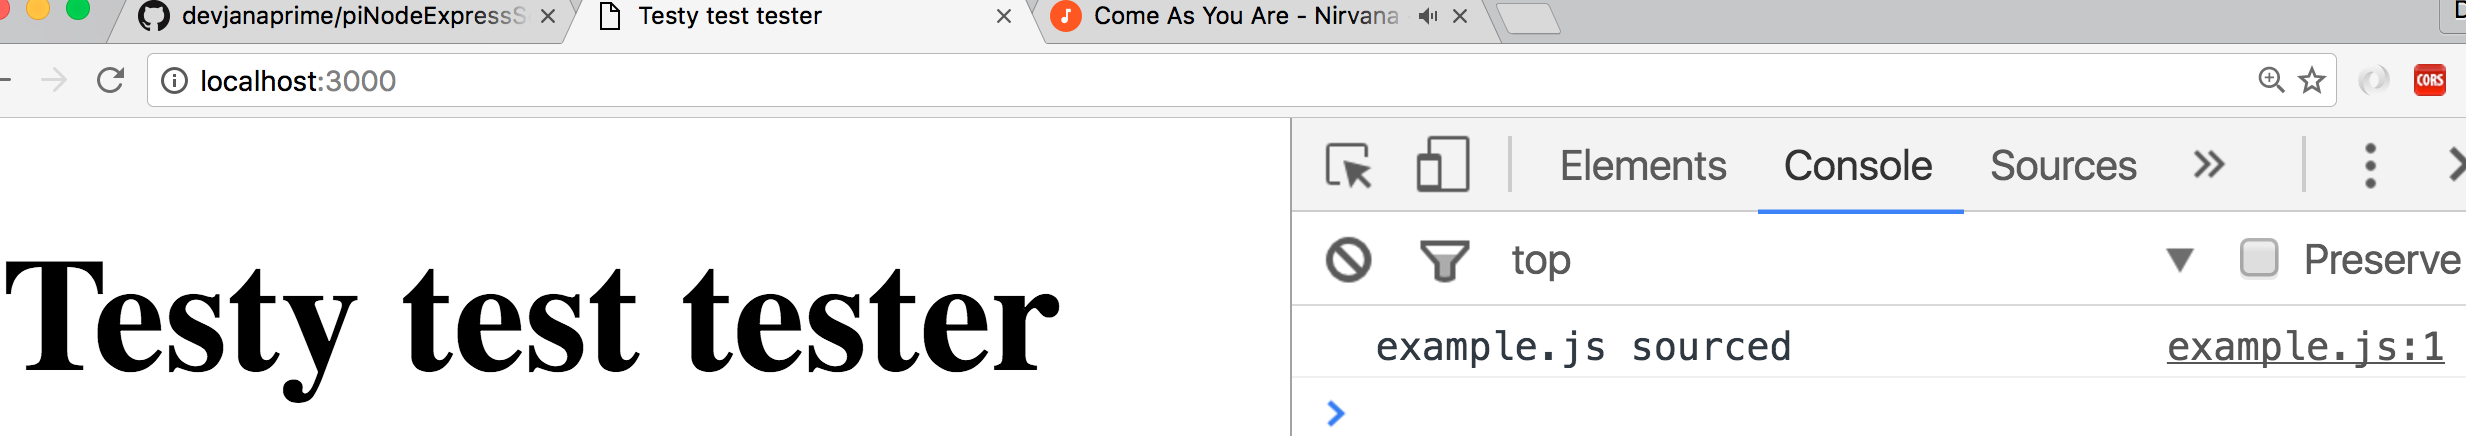 devjanaprime/piNodeExpressS
Testy test tester
Come As You Are - Nirvana
localhost:3000
CORS
Elements Console Sources
top Preserve
Testy test tester
example.js sourced example.js:1